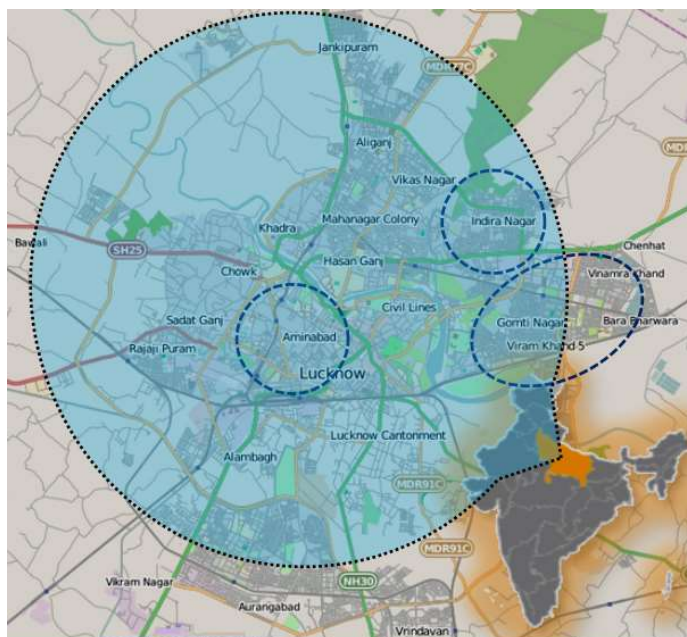 Jankipuram
MDR77C
Aliganj
Vikas Nagar
Mahanagar Colony
Indira Nagar
Khadra
Bawali
SH25
Chenhat
Hasan Ganj
Chowk
Vinamra Khand
Civil Lines
Sadat Ganj
Gomti Nagar
Bara Bharwara
Aminabad
Viram Khand 5
Rajaji Puram
Lucknow
Lucknow Cantonment
Alambagh
MDR91C
MDR91C
Vikram Nagar
NH30
Aurangabad
Vrindavan